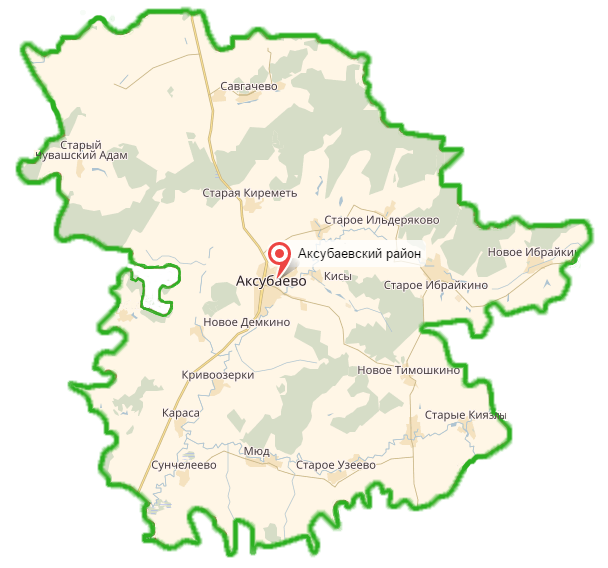 Савгачево
Старый
Чувашский Адам
Старая Киреметь
Старое Ильдеряково
Аксубаевский район
Новое Ибрайкин
Аксубаево
Кисы
Старое Ибрайкино
Новое Демкино
Кривоозерки
Новое Тимошкино
Караса
Старые Киязлы
Мюд
Сунчелеево
Старое Узеево